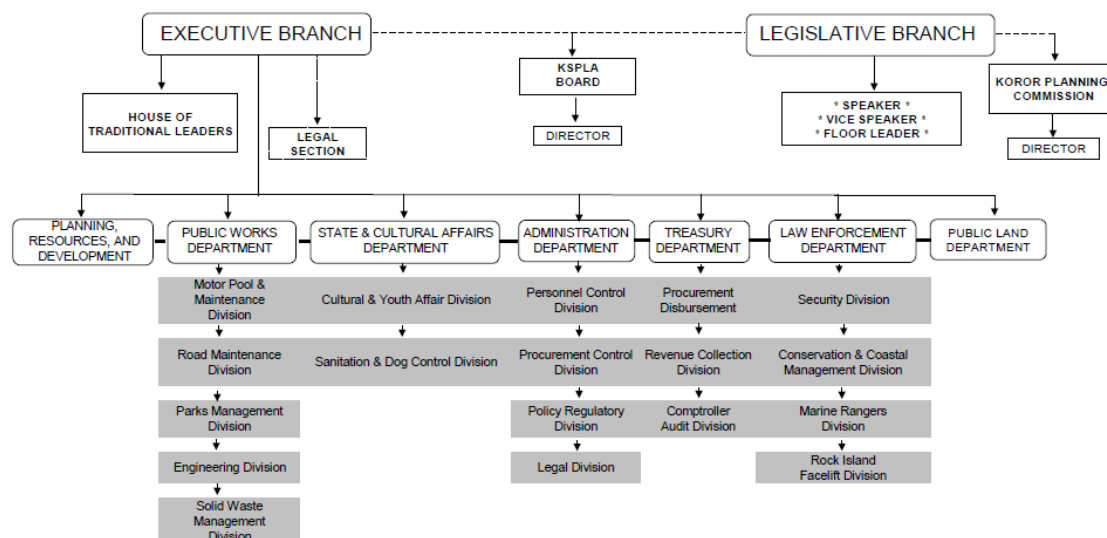 EXECUTIVE BRANCH
LEGISLATIVE BRANCH
KSPLA
BOARD
KOROR PLANNING
COMMISSION
HOUSE OF
TRADITIONAL LEADERS
LEGAL
SECTION
DIRECTOR
* SPEAKER *
* VICE SPEAKER *
* FLOOR LEADER *
DIRECTOR
PLANNING,
RESOURCES, AND
DEVELOPMENT
PUBLIC WORKS
DEPARTMENT
STATE & CULTURAL AFFAIRS
DEPARTMENT
ADMINISTRATION
DEPARTMENT
TREASURY
DEPARTMENT
LAW ENFORCEMENT
DEPARTMENT
PUBLIC LAND
DEPARTMENT
Motor Pool &
Maintenance
Division
Cultural & Youth Affair Division
Personnel Control
Division
Procurement
Disbursement
Security Division
Road Maintenance
Division
Sanitation & Dog Control Division
Procurement Control
Division
Revenue Collection
Division
Conservation & Coastal
Management Division
Parks Management
Division
Policy Regulatory
Division
Comptroller
Audit Division
Marine Rangers
Division
Engineering Division
Legal Division
Rock Island
Facelift Division
Solid Waste
Management
Division